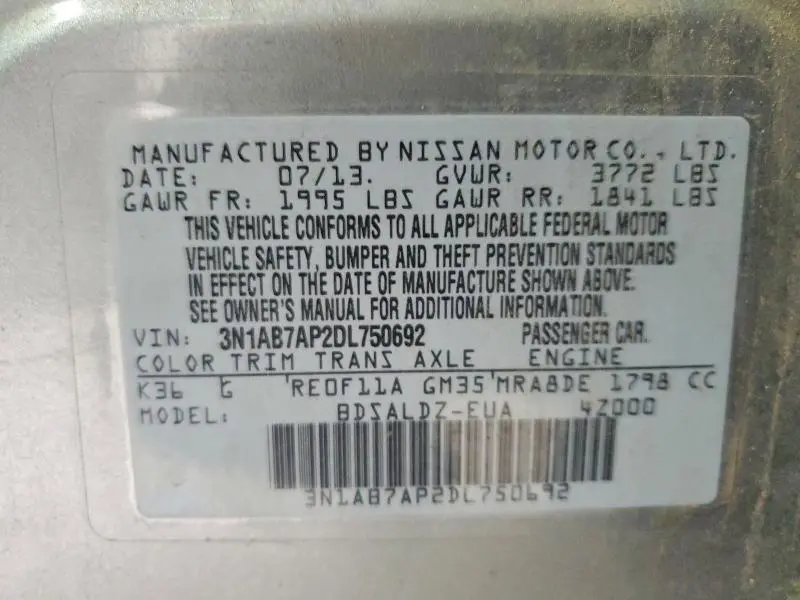 MANUFACTURED BY NISSAN MOTOR CO., LTD.
DATE: 07/13. GVWR: 3772 LBS
GAWR FR: 1995 LBS GAWR RR: 1841 LBS
THIS VEHICLE CONFORMS TO ALL APPLICABLE FEDERAL MOTOR
VEHICLE SAFETY, BUMPER AND THEFT PREVENTION STANDARDS
IN EFFECT ON THE DATE OF MANUFACTURE SHOWN ABOVE.
SEE OWNER'S MANUAL FOR ADDITIONAL INFORMATION.
VIN: 3N1AB7AP2DL750692 PASSENGER CAR.
COLOR TRIM TRANS AXLE ENGINE
K36 G RE0F11A GM35 MRA8DE 1798 CC
MODEL: BDSALDZ-EUA 4Z000
3N1AB7AP2DL750692